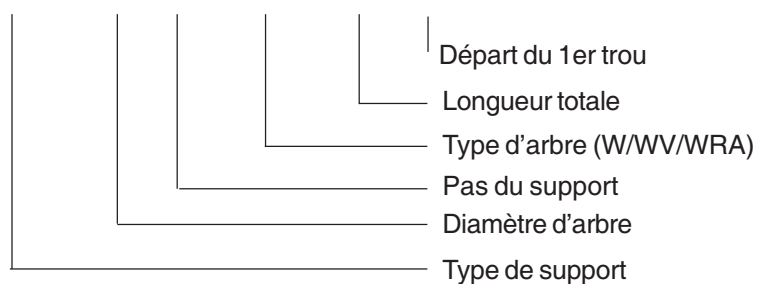 Départ du 1er trou
Longueur totale
Type d’arbre (W/WV/WRA)
Pas du support
Diamètre d’arbre
Type de support